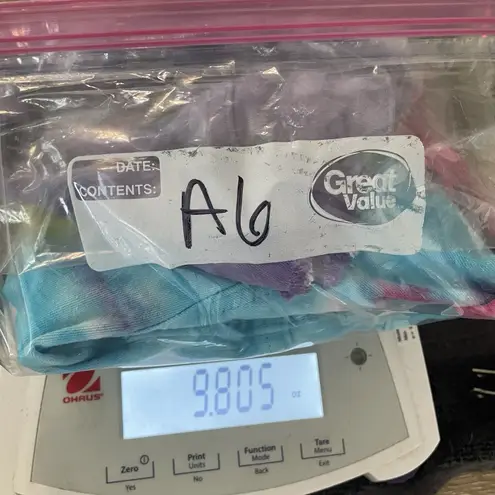 DATE:
CONTENTS:
A6
Great
Value
OHAUS
9.805 oz
Zero
Yes
Print
Units
No
Function
Mode
Back
Tare
Menu
Exit